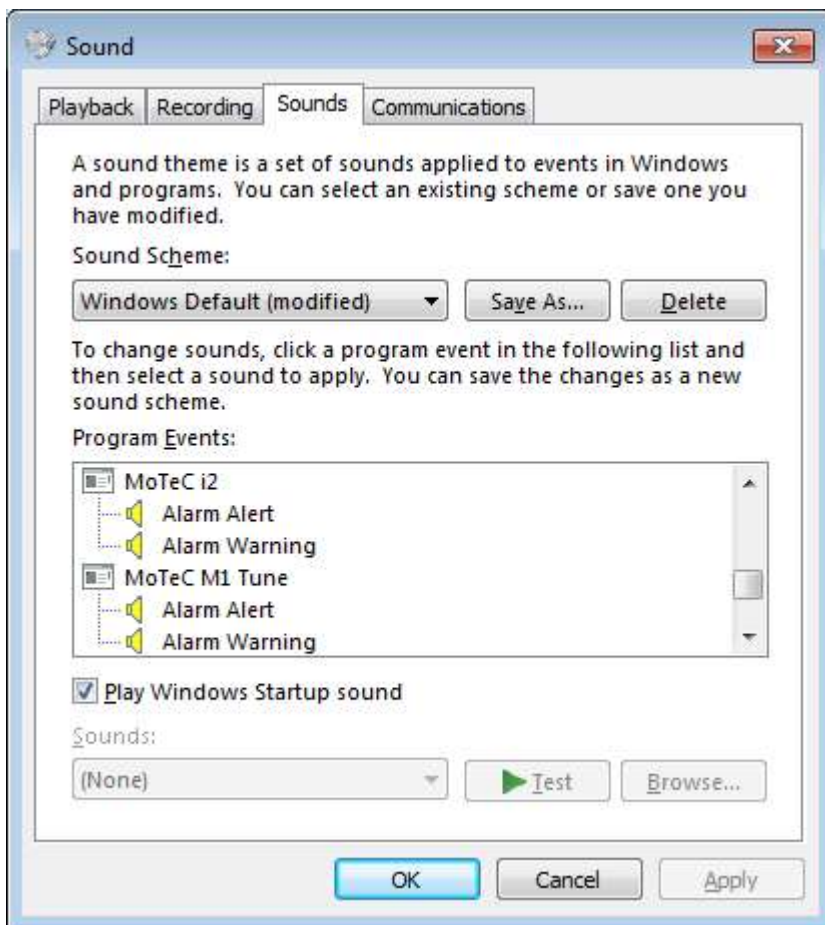 Sound
Playback Recording Sounds Communications
A sound theme is a set of sounds applied to events in Windows
and programs. You can select an existing scheme or save one you
have modified.
Sound Scheme:
Windows Default (modified) Save As... Delete
To change sounds, click a program event in the following list and
then select a sound to apply. You can save the changes as a new
sound scheme.
Program Events:
MoTeC i2
Alarm Alert
Alarm Warning
MoTeC M1 Tune
Alarm Alert
Alarm Warning
Play Windows Startup sound
Sounds:
(None) Test Browse...
OK Cancel Apply